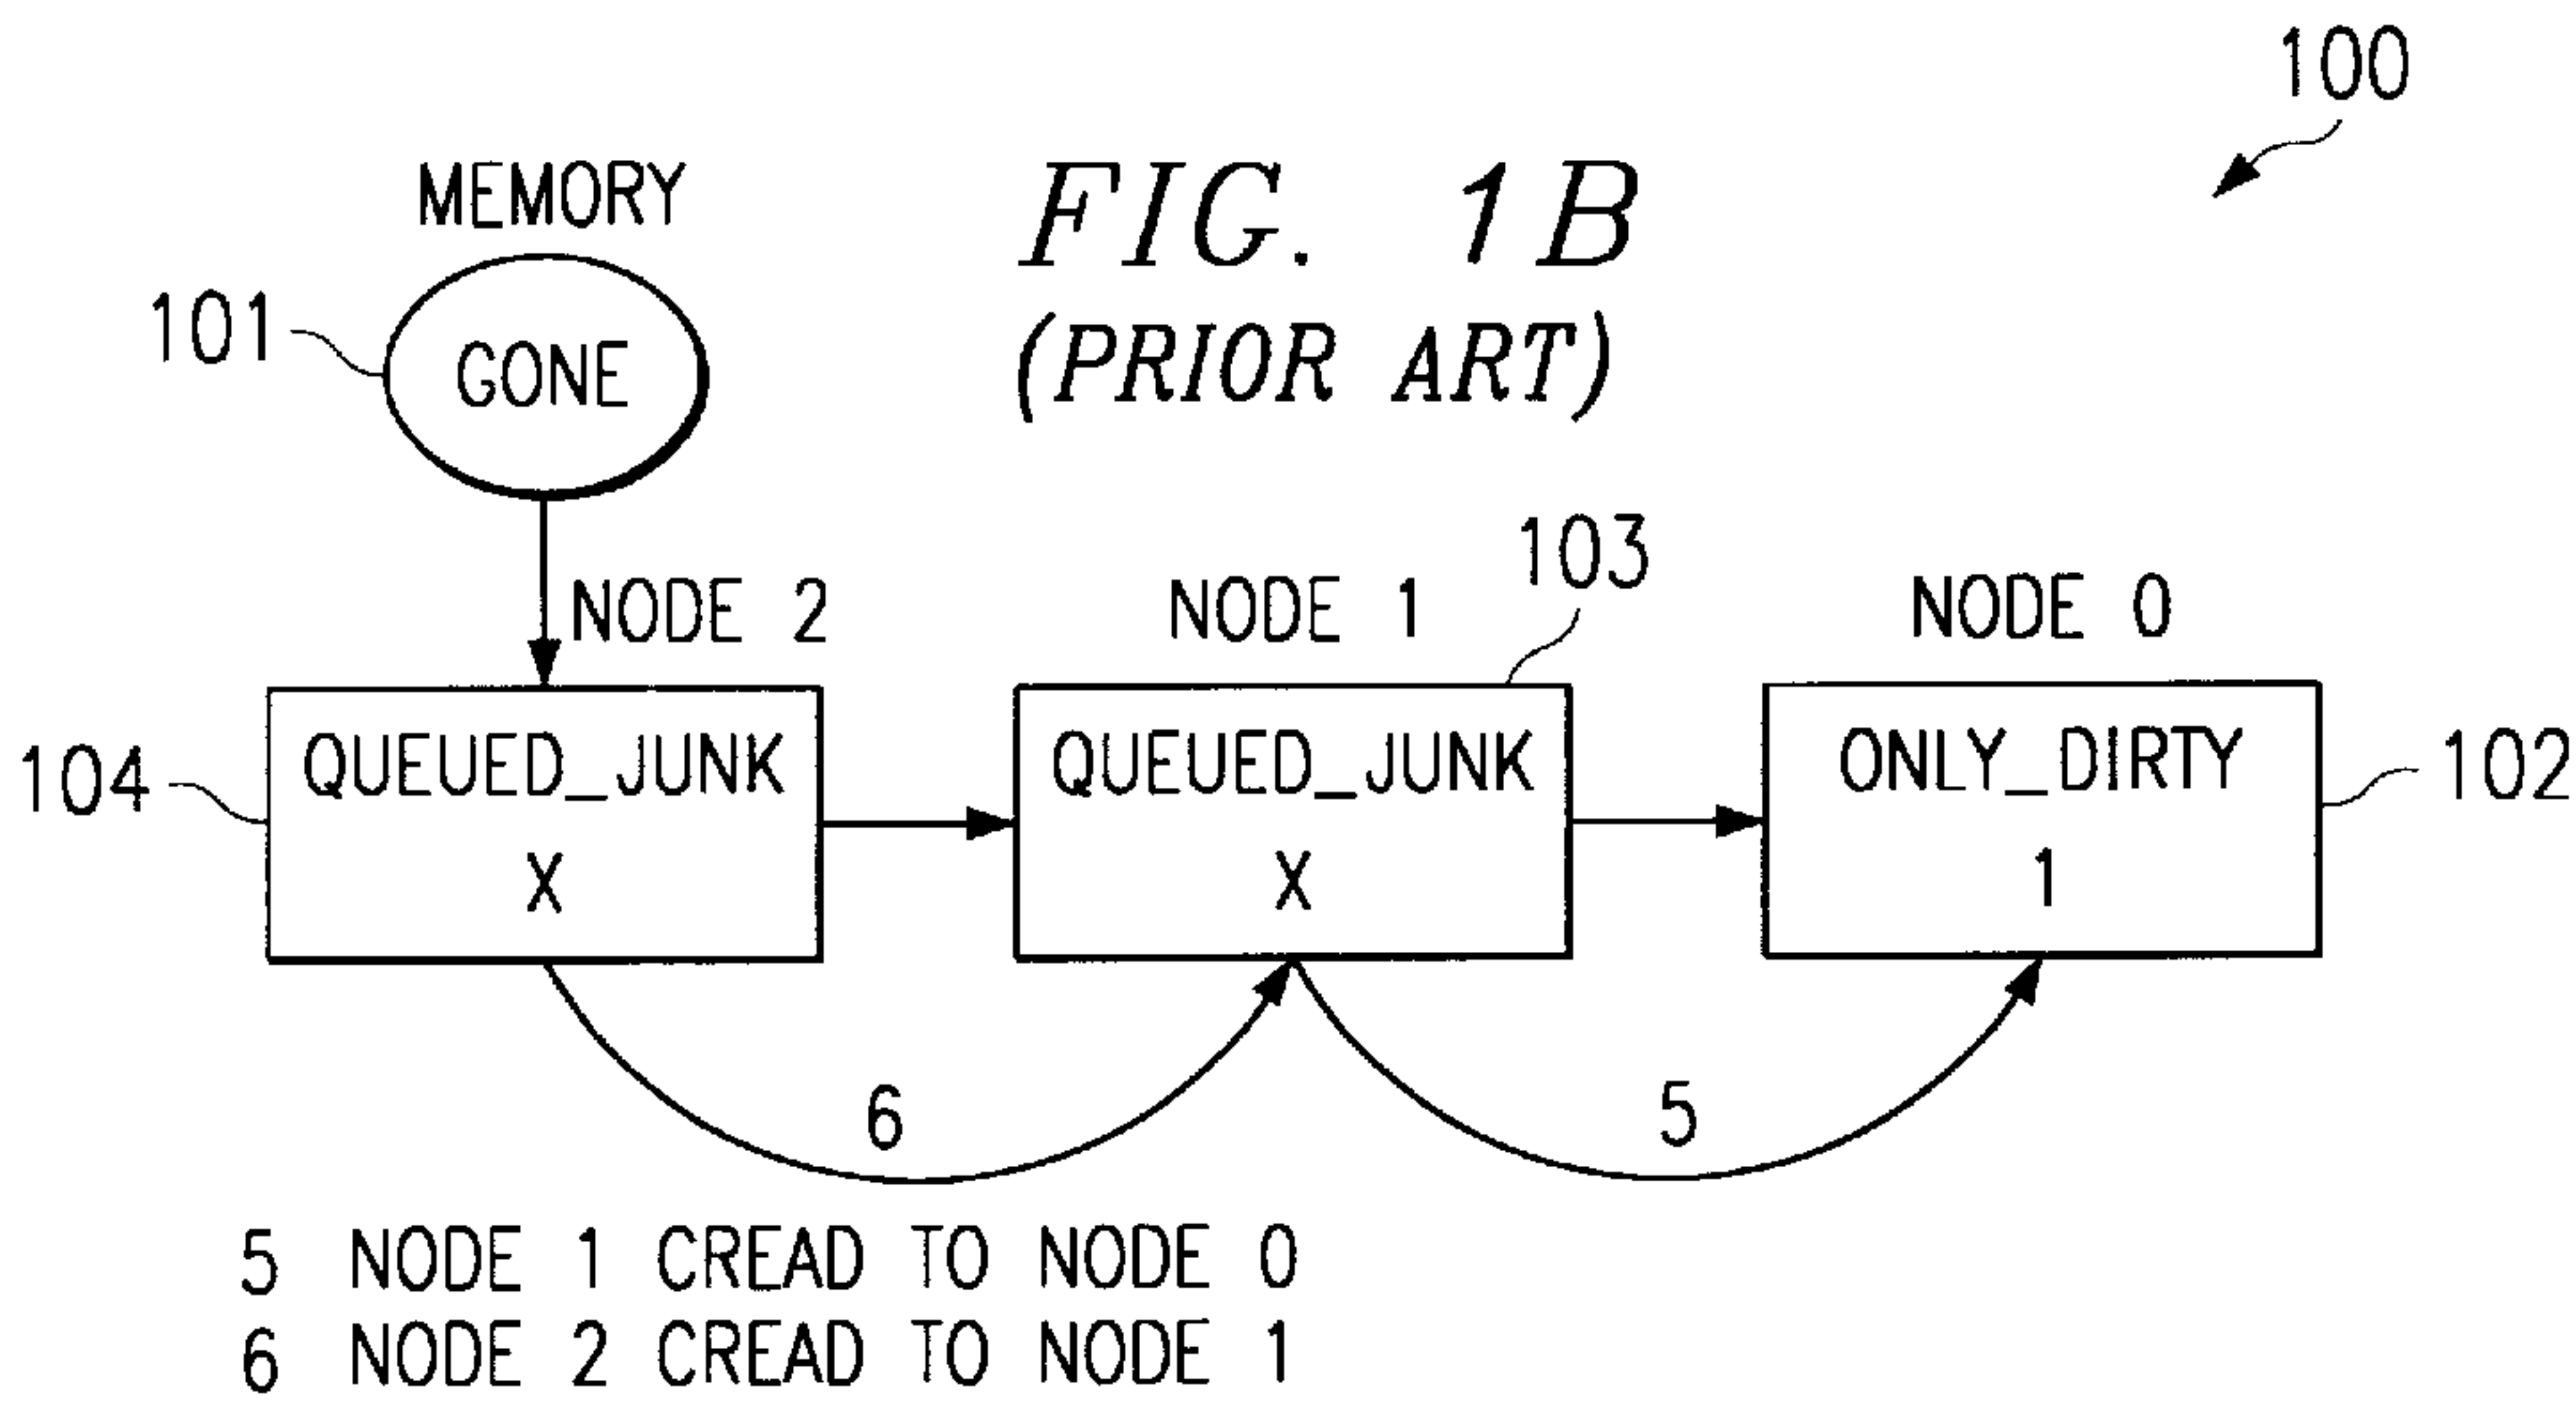 100
MEMORY
FIG. 1B
(PRIOR ART)
101
GONE
103
NODE 2
NODE 1
NODE 0
104
QUEUED_JUNK
X
QUEUED_JUNK
X
ONLY_DIRTY
1
102
6
5
5 NODE 1 CREAD TO NODE 0
6 NODE 2 CREAD TO NODE 1